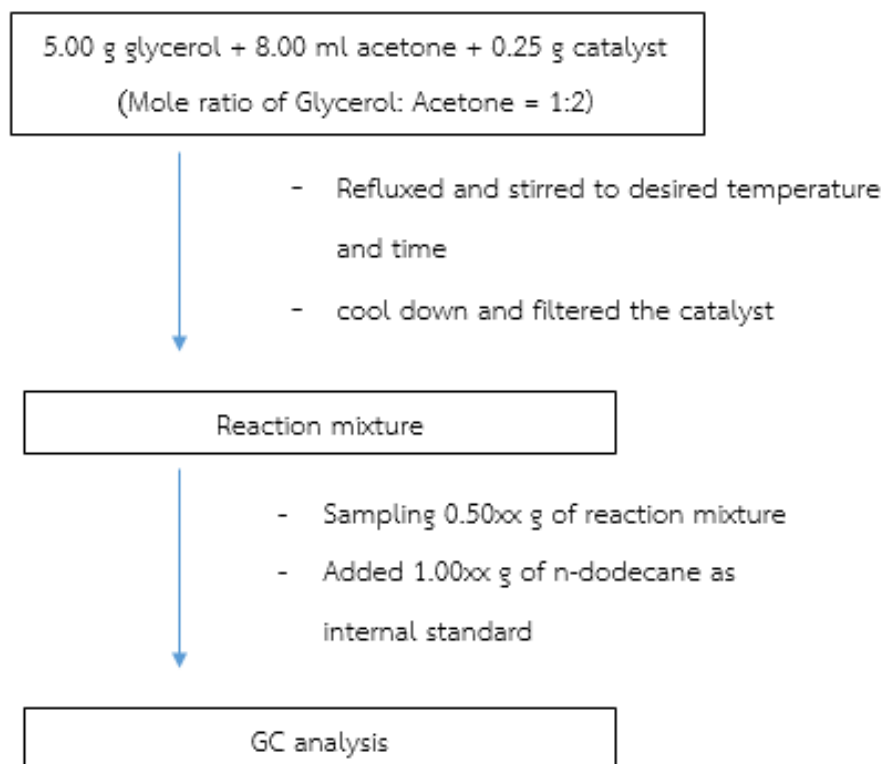 5.00 g glycerol + 8.00 ml acetone + 0.25 g catalyst
(Mole ratio of Glycerol: Acetone = 1:2)
- Refluxed and stirred to desired temperature
and time
- cool down and filtered the catalyst
Reaction mixture
- Sampling 0.50xx g of reaction mixture
- Added 1.00xx g of n-dodecane as
internal standard
GC analysis